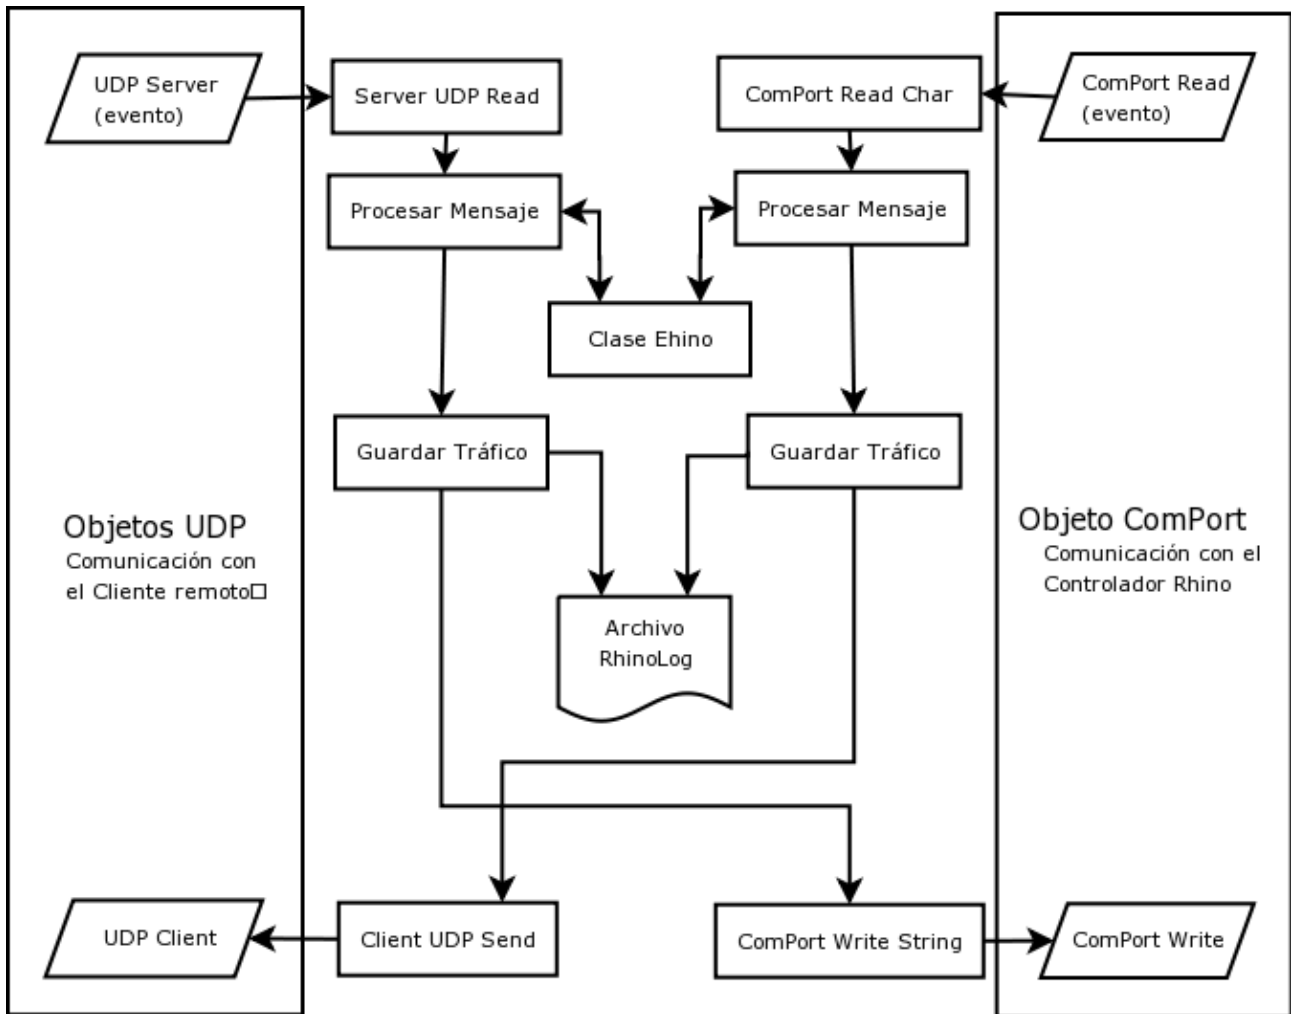 UDP Server
(evento)
Server UDP Read
ComPort Read Char
ComPort Read
(evento)
Procesar Mensaje
Procesar Mensaje
Clase Ehino
Guardar Tráfico
Guardar Tráfico
Objetos UDP
Comunicación con
el Cliente remoto□
Objeto ComPort
Comunicación con el
Controlador Rhino
Archivo
RhinoLog
UDP Client
Client UDP Send
ComPort Write String
ComPort Write